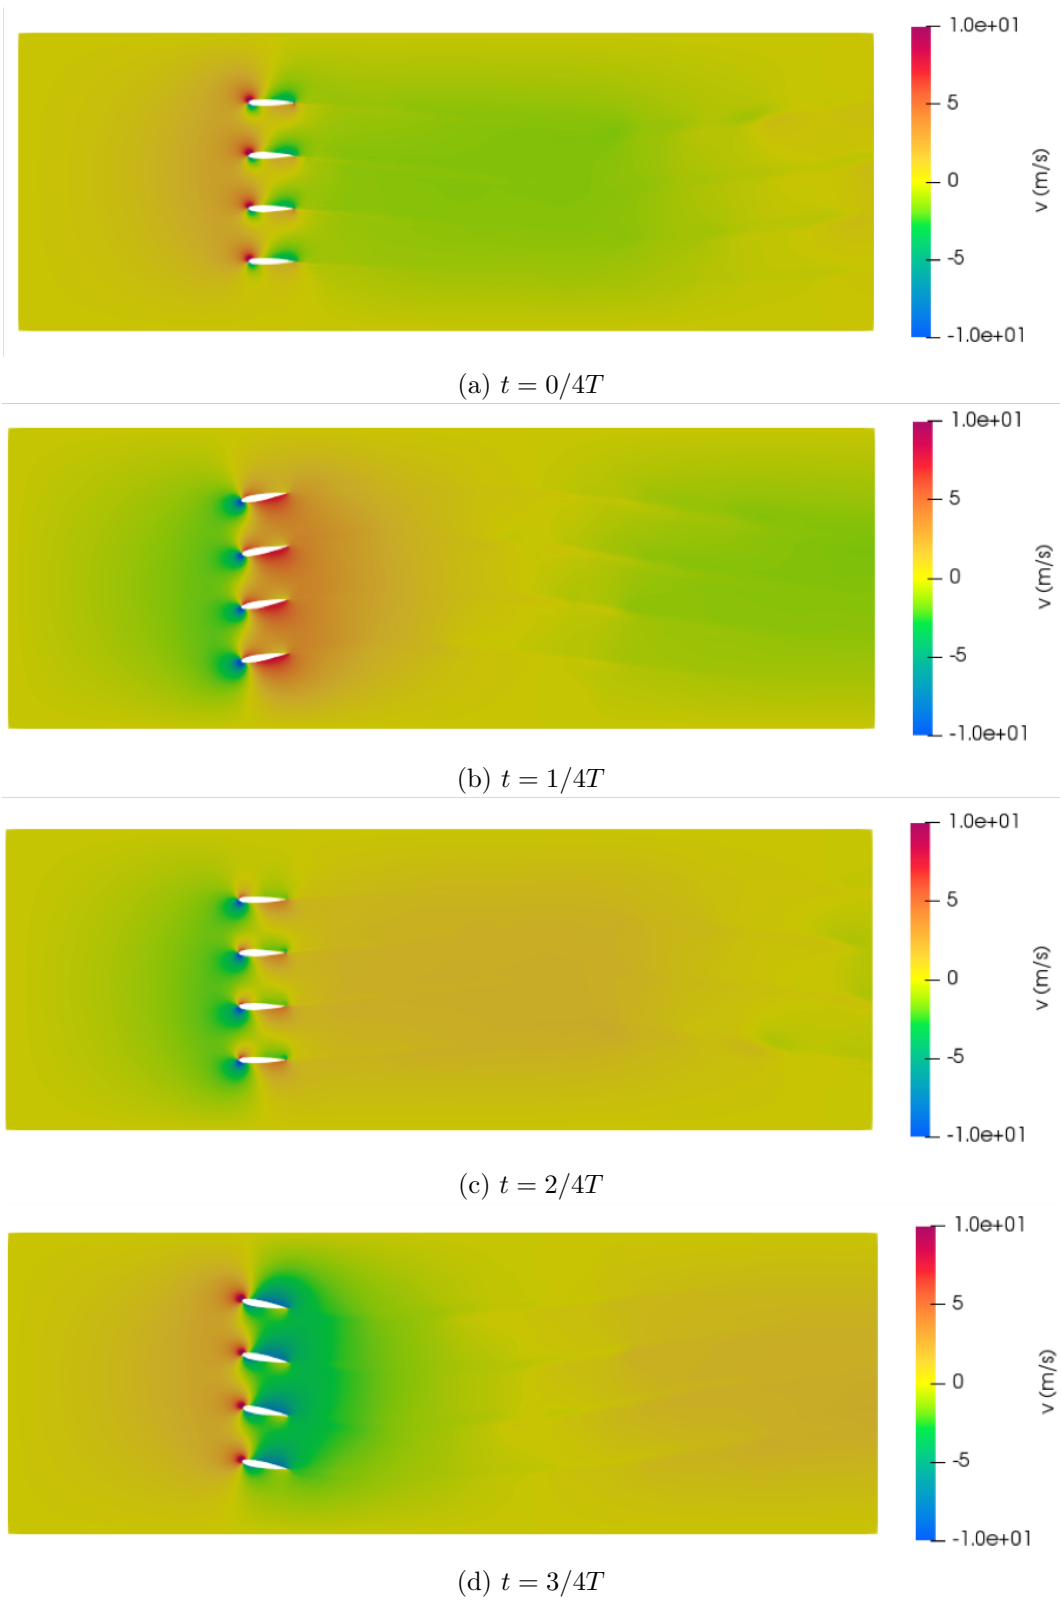 1.0e+01
5
0
-5
-1.0e+01
v (m/s)
(a) t = 0/4T
1.0e+01
5
0
-5
-1.0e+01
v (m/s)
(b) t = 1/4T
1.0e+01
5
0
-5
-1.0e+01
v (m/s)
(c) t = 2/4T
1.0e+01
5
0
-5
-1.0e+01
v (m/s)
(d) t = 3/4T